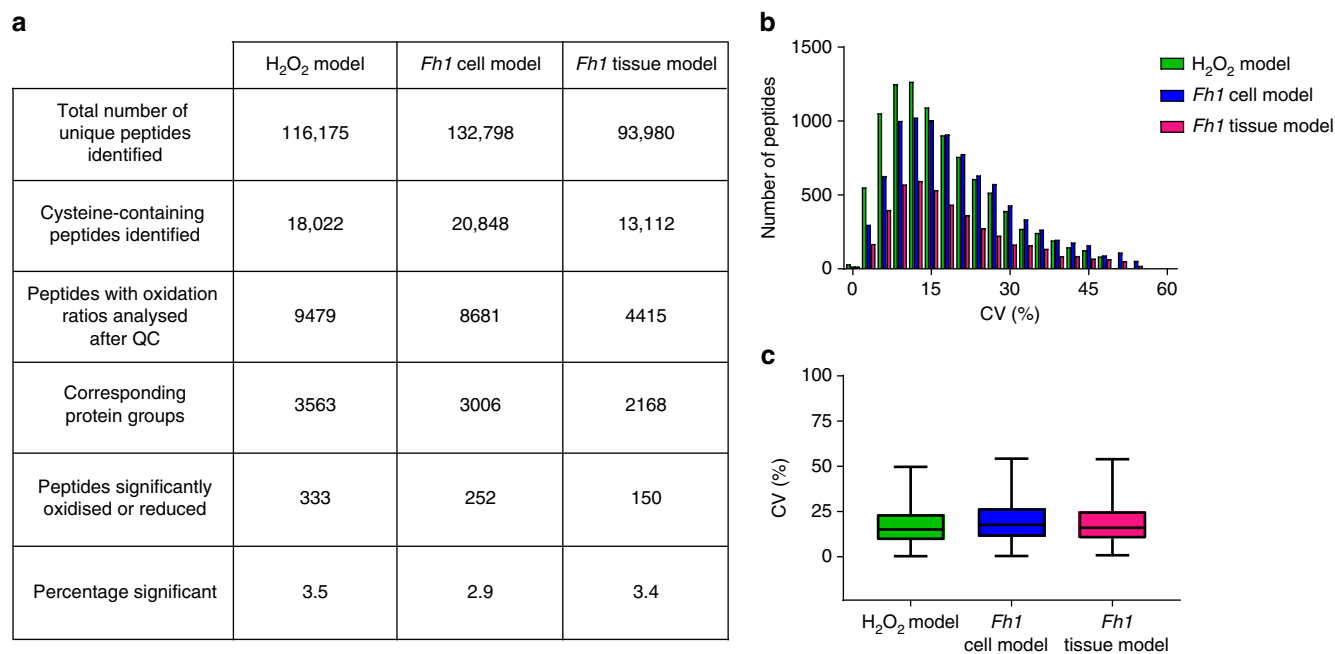 a
H₂O₂ model Fh1 cell model Fh1 tissue model
Total number of
unique peptides
identified
116,175 132,798 93,980
Cysteine-containing
peptides identified
18,022 20,848 13,112
Peptides with oxidation
ratios analysed
after QC
9479 8681 4415
Corresponding
protein groups
3563 3006 2168
Peptides significantly
oxidised or reduced
333 252 150
Percentage significant 3.5 2.9 3.4
b
Number of peptides
1500
1000
500
0
0 15 30 45 60
CV (%)
H₂O₂ model
Fh1 cell model
Fh1 tissue model
c
CV (%)
100
75
50
25
0
H₂O₂ model
Fh1
cell model
Fh1
tissue model